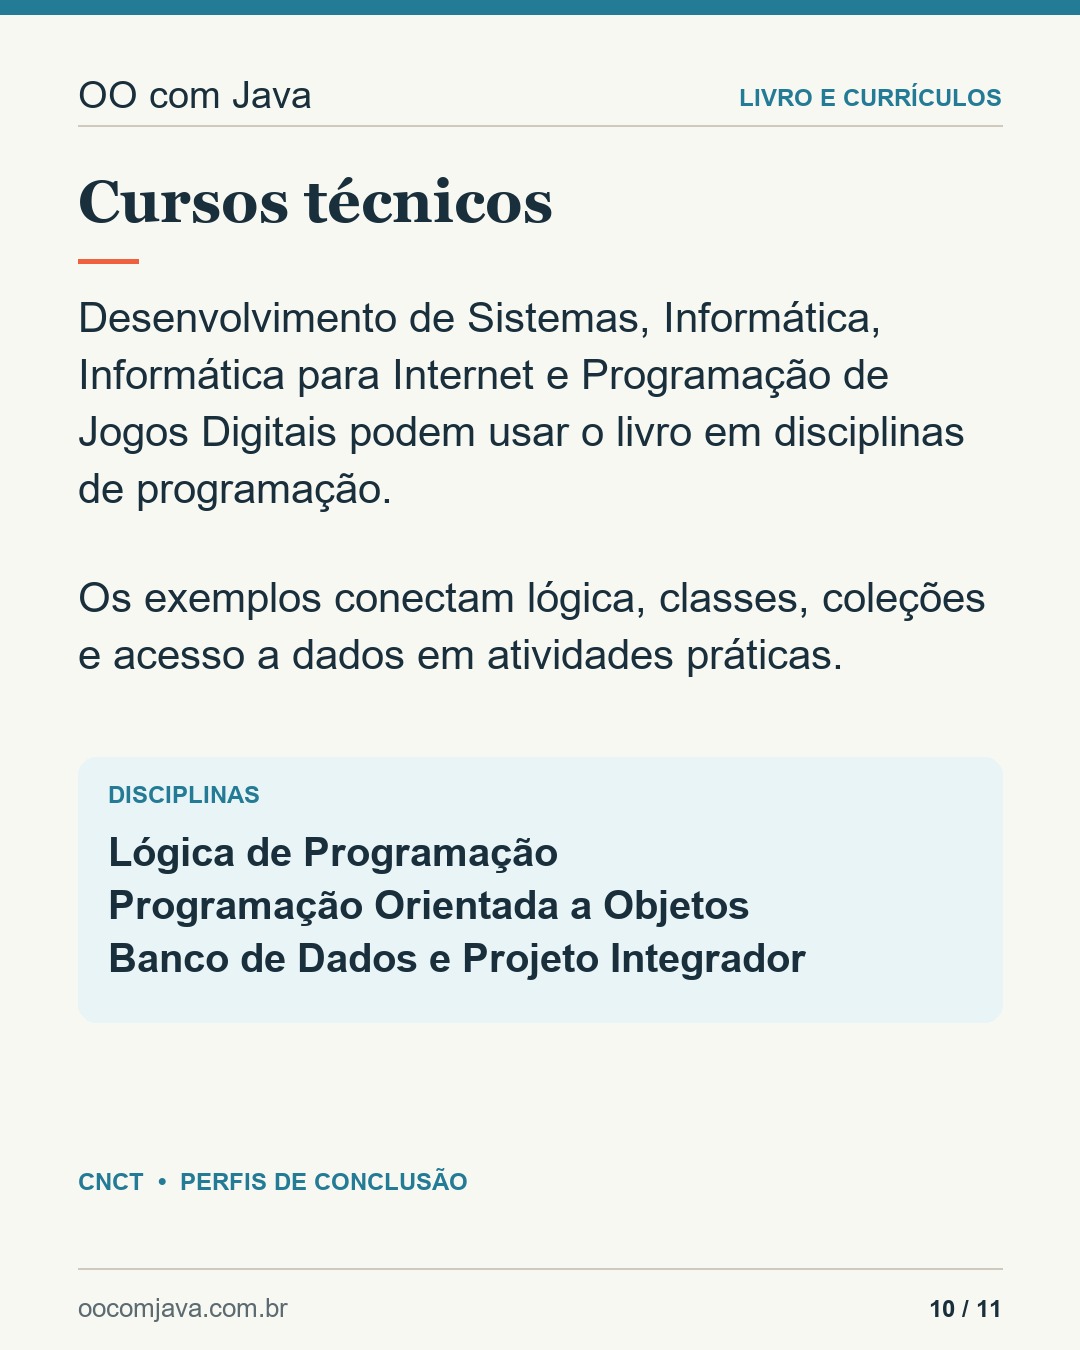 OO com Java
LIVRO E CURRÍCULOS
Cursos técnicos
Desenvolvimento de Sistemas, Informática,
Informática para Internet e Programação de
Jogos Digitais podem usar o livro em disciplinas
de programação.
Os exemplos conectam lógica, classes, coleções
e acesso a dados em atividades práticas.
DISCIPLINAS
Lógica de Programação
Programação Orientada a Objetos
Banco de Dados e Projeto Integrador
CNCT • PERFIS DE CONCLUSÃO
oocomjava.com.br
10 / 11